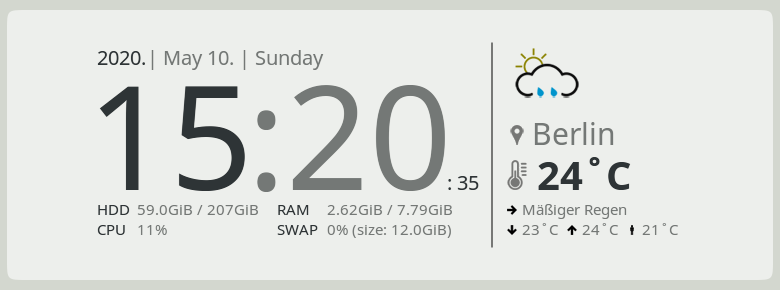 2020.| May 10. | Sunday
15:20 : 35
HDD 59.0GiB / 207GiB RAM 2.62GiB / 7.79GiB
CPU 11% SWAP 0% (size: 12.0GiB)
Berlin
24˚C
Mäßiger Regen
23˚C 24˚C 21˚C